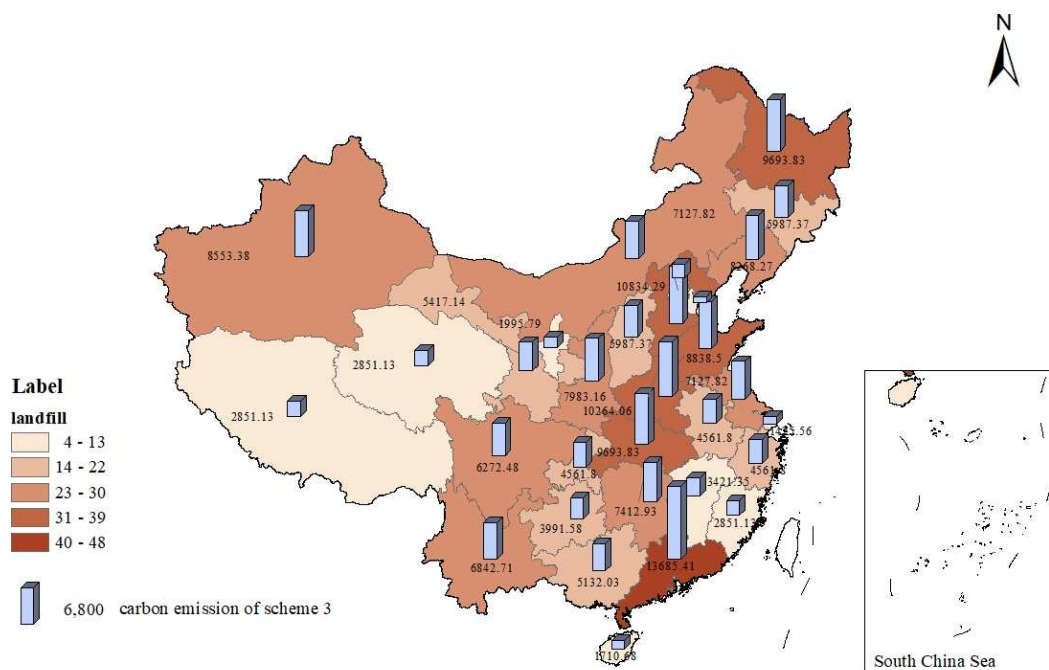 N
9693.83
5987.37
7127.82
8268.27
8553.38
10834.29
5417.14
1995.79
5987.37
8838.5
2851.13
7127.82
7983.16
10264.06
2851.13
4561.8
9693.83
6272.48
4561.8
3421.35
7412.93
3991.58
2851.13
13685.41
6842.71
5132.03
1710.68
Label
landfill
4 - 13
14 - 22
23 - 30
31 - 39
40 - 48
6,800 carbon emission of scheme 3
South China Sea